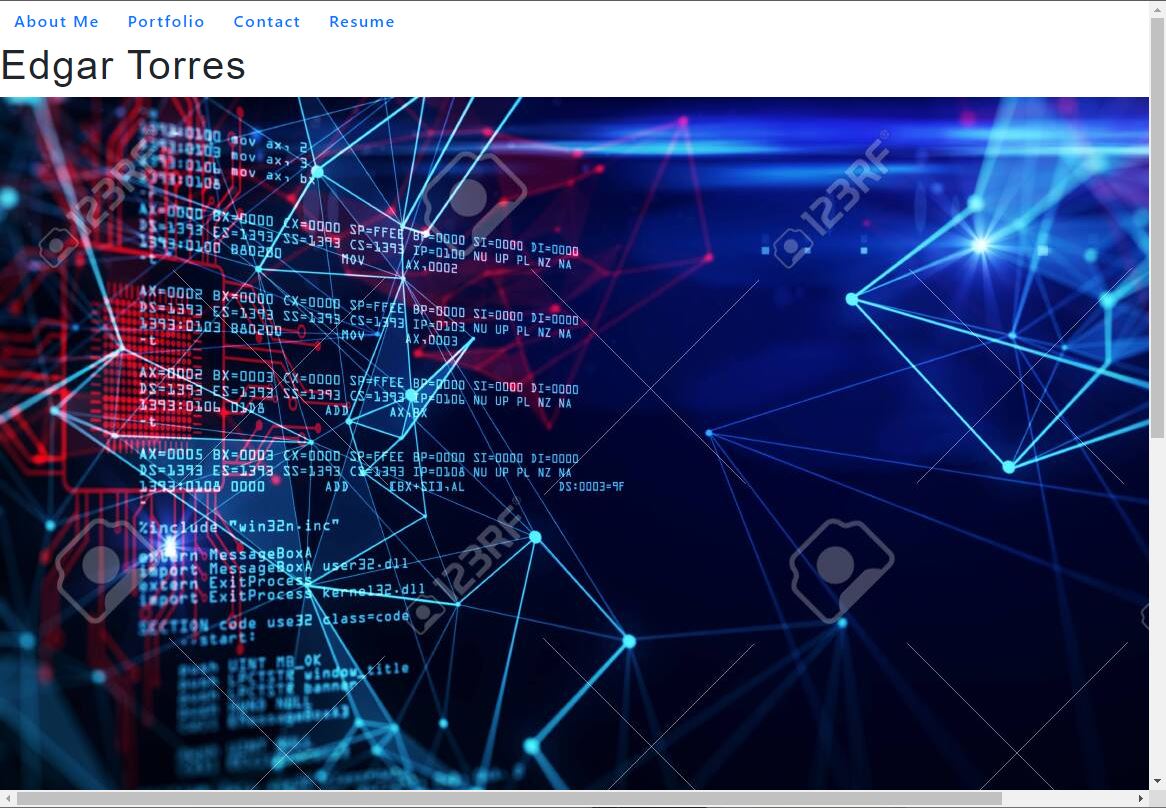 About Me Portfolio Contact Resume
Edgar Torres
mov ax, 2
mov ax, 3
mov ax, bx
123RF
123RF
AX=0000 BX=0000 CX=0000 SP=FFEE BP=0000 SI=0000 DI=0000
DS=1393 ES=1393 SS=1393 CS=1393 IP=0100 NU UP PL NZ NA
1393:0100 B80200 MOV AX,0002
-t
AX=0002 BX=0000 CX=0000 SP=FFEE BP=0000 SI=0000 DI=0000
DS=1393 ES=1393 SS=1393 CS=1393 IP=0103 NU UP PL NZ NA
1393:0103 B80200 MOV AX,0003
-t
AX=0002 BX=0003 CX=0000 SP=FFEE BP=0000 SI=0000 DI=0000
DS=1393 ES=1393 SS=1393 CS=1393 IP=0106 NU UP PL NZ NA
1393:0106 01D8 ADD AX,BX
-t
AX=0005 BX=0003 CX=0000 SP=FFEE BP=0000 SI=0000 DI=0000
DS=1393 ES=1393 SS=1393 CS=1393 IP=0108 NU UP PL NZ NA
1393:0108 0000 ADD [BX+SI],AL DS:0003=9F
-
%include "win32n.inc"
extern MessageBoxA
import MessageBoxA user32.dll
extern ExitProcess
import ExitProcess kernel32.dll
123RF
SECTION code use32 class=code
..start:
UINT MB_OK
LPCTSTR window_title
LPCTSTR banner